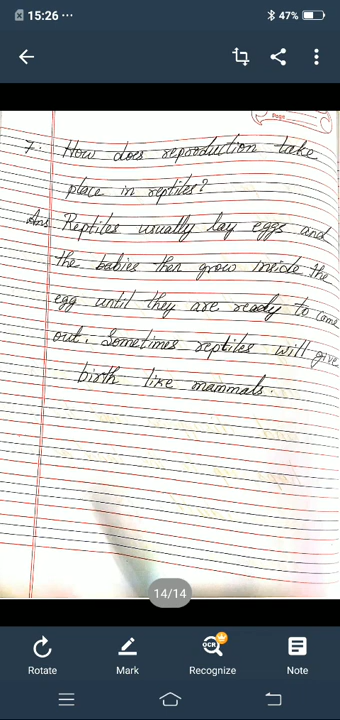 15:26 ...
47%
Page
7. How does reproduction take
place in reptiles?
Ans Reptiles usually lay eggs and
the babies then grow inside the
egg until they are ready to come
out. Sometimes reptiles will give
birth like mammals.
14/14
OCR
Rotate
Mark
Recognize
Note